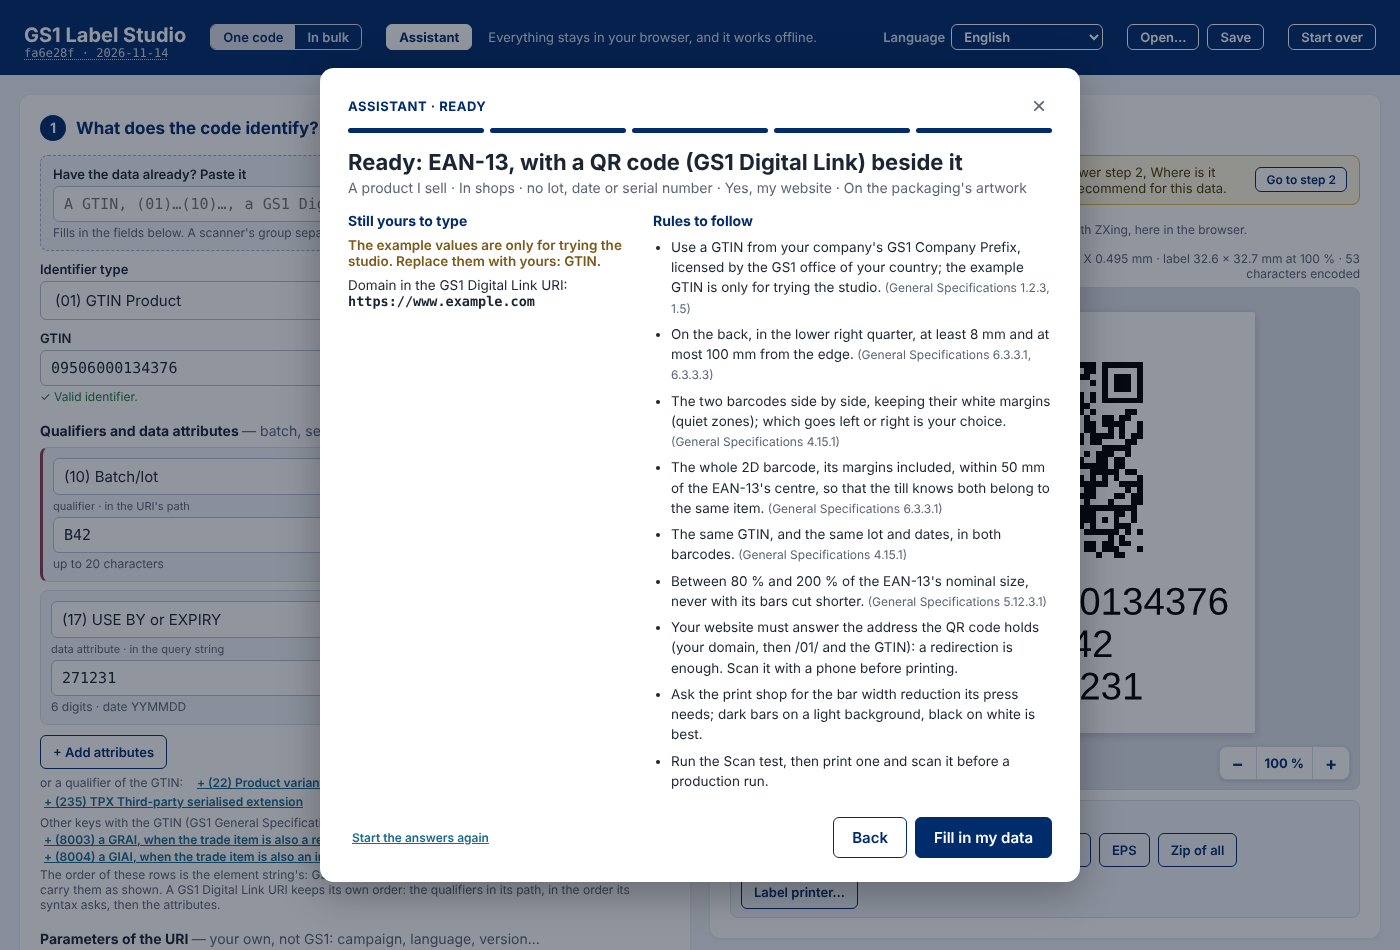 GS1 Label Studio
fa6e28f · 2026-11-14
One code
In bulk
Assistant
Everything stays in your browser, and it works offline.
Language
English
Open...
Save
Start over
1
What does the code identify?
Have the data already? Paste it
A GTIN, (01)…(10)…, a GS1 Dig
Fills in the fields below. A scanner's group sepa
Identifier type
(01) GTIN Product
GTIN
09506000134376
✓ Valid identifier.
Qualifiers and data attributes — batch, se
(10) Batch/lot
qualifier · in the URI's path
B42
up to 20 characters
(17) USE BY or EXPIRY
data attribute · in the query string
271231
6 digits · date YYMMDD
+ Add attributes
or a qualifier of the GTIN:
+ (22) Product varian
+ (235) TPX Third-party serialised extension
Other keys with the GTIN (GS1 General Specificati
+ (8003) a GRAI, when the trade item is also a re
+ (8004) a GIAI, when the trade item is also an i
The order of these rows is the element string's: G
carry them as shown. A GS1 Digital Link URI keeps its own order: the qualifiers in its path, in the order its
syntax asks, then the attributes.
Parameters of the URI — your own, not GS1: campaign, language, version...
ASSISTANT · READY
✕
Ready: EAN-13, with a QR code (GS1 Digital Link) beside it
A product I sell · In shops · no lot, date or serial number · Yes, my website · On the packaging's artwork
Still yours to type
The example values are only for trying the
studio. Replace them with yours: GTIN.
Domain in the GS1 Digital Link URI:
https://www.example.com
Rules to follow
• Use a GTIN from your company's GS1 Company Prefix,
licensed by the GS1 office of your country; the example
GTIN is only for trying the studio. (General Specifications 1.2.3,
1.5)
• On the back, in the lower right quarter, at least 8 mm and at
most 100 mm from the edge. (General Specifications 6.3.3.1,
6.3.3.3)
• The two barcodes side by side, keeping their white margins
(quiet zones); which goes left or right is your choice.
(General Specifications 4.15.1)
• The whole 2D barcode, its margins included, within 50 mm
of the EAN-13's centre, so that the till knows both belong to
the same item. (General Specifications 6.3.3.1)
• The same GTIN, and the same lot and dates, in both
barcodes. (General Specifications 4.15.1)
• Between 80 % and 200 % of the EAN-13's nominal size,
never with its bars cut shorter. (General Specifications 5.12.3.1)
• Your website must answer the address the QR code holds
(your domain, then /01/ and the GTIN): a redirection is
enough. Scan it with a phone before printing.
• Ask the print shop for the bar width reduction its press
needs; dark bars on a light background, black on white is
best.
• Run the Scan test, then print one and scan it before a
production run.
Start the answers again
Back
Fill in my data
wer step 2, Where is it
ecommend for this data.
Go to step 2
th ZXing, here in the browser.
X 0.495 mm · label 32.6 × 32.7 mm at 100 % · 53
characters encoded
0134376
42
231
−
100 %
+
EPS
Zip of all
Label printer...